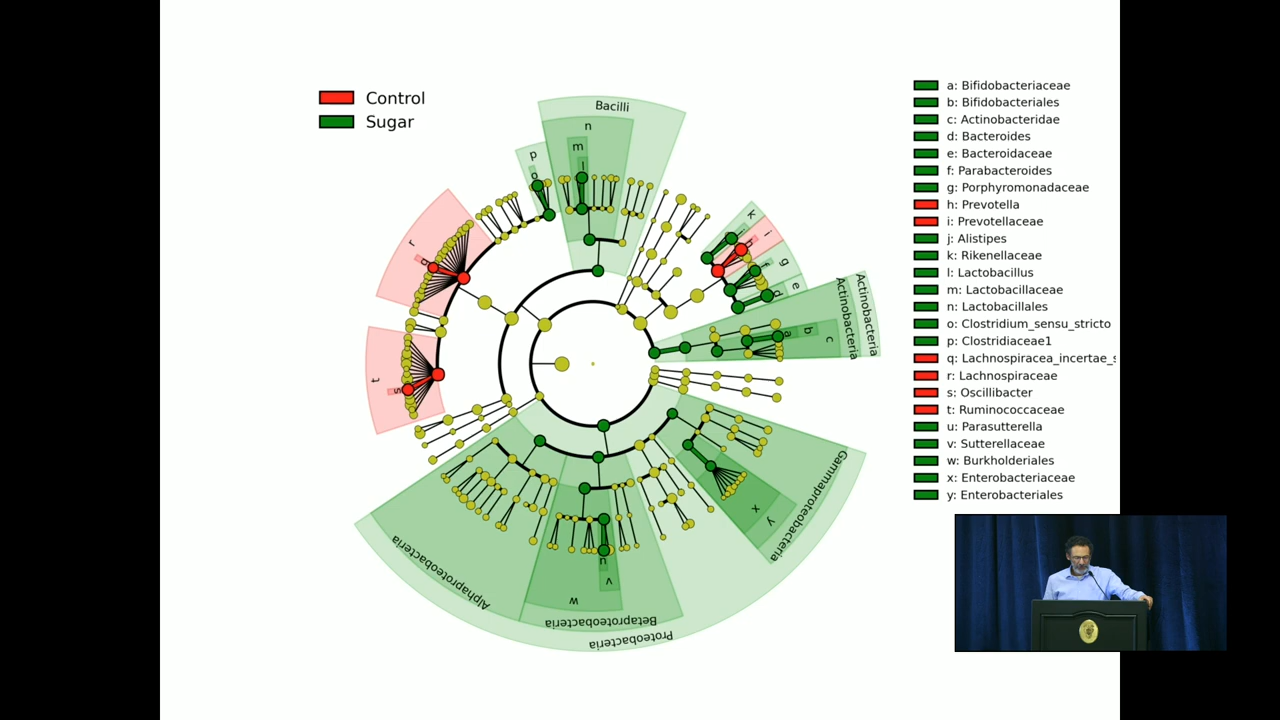 Control
Sugar
Bacilli
n
m
l
p
o
k
i
h
g
f
e
d
Actinobacteria
Actinobacteria
a
b
c
r
q
t
s
x
y
Gammaproteobacteria
u
v
w
Betaproteobacteria
Proteobacteria
Alphaproteobacteria
a: Bifidobacteriaceae
b: Bifidobacteriales
c: Actinobacteridae
d: Bacteroides
e: Bacteroidaceae
f: Parabacteroides
g: Porphyromonadaceae
h: Prevotella
i: Prevotellaceae
j: Alistipes
k: Rikenellaceae
l: Lactobacillus
m: Lactobacillaceae
n: Lactobacillales
o: Clostridium_sensu_stricto
p: Clostridiaceae1
q: Lachnospiracea_incertae_s
r: Lachnospiraceae
s: Oscillibacter
t: Ruminococcaceae
u: Parasutterella
v: Sutterellaceae
w: Burkholderiales
x: Enterobacteriaceae
y: Enterobacteriales